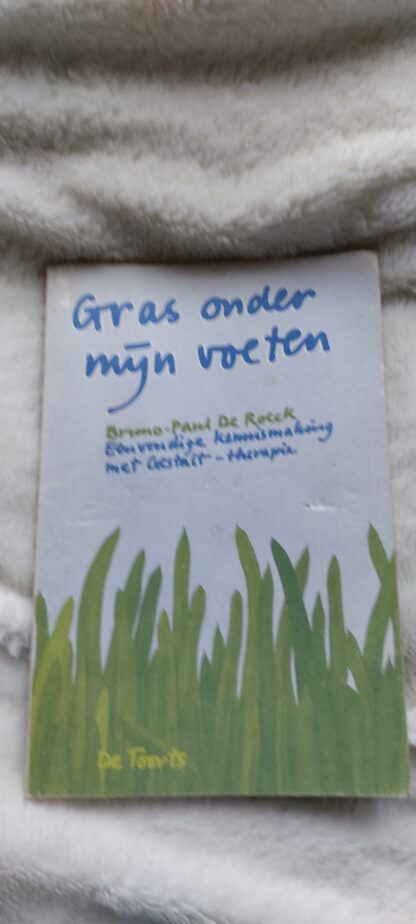 Gras onder
mijn voeten
Bruno-Paul De Roeck
Eenvoudige kennismaking
met Gestalt-therapie
De Toorts